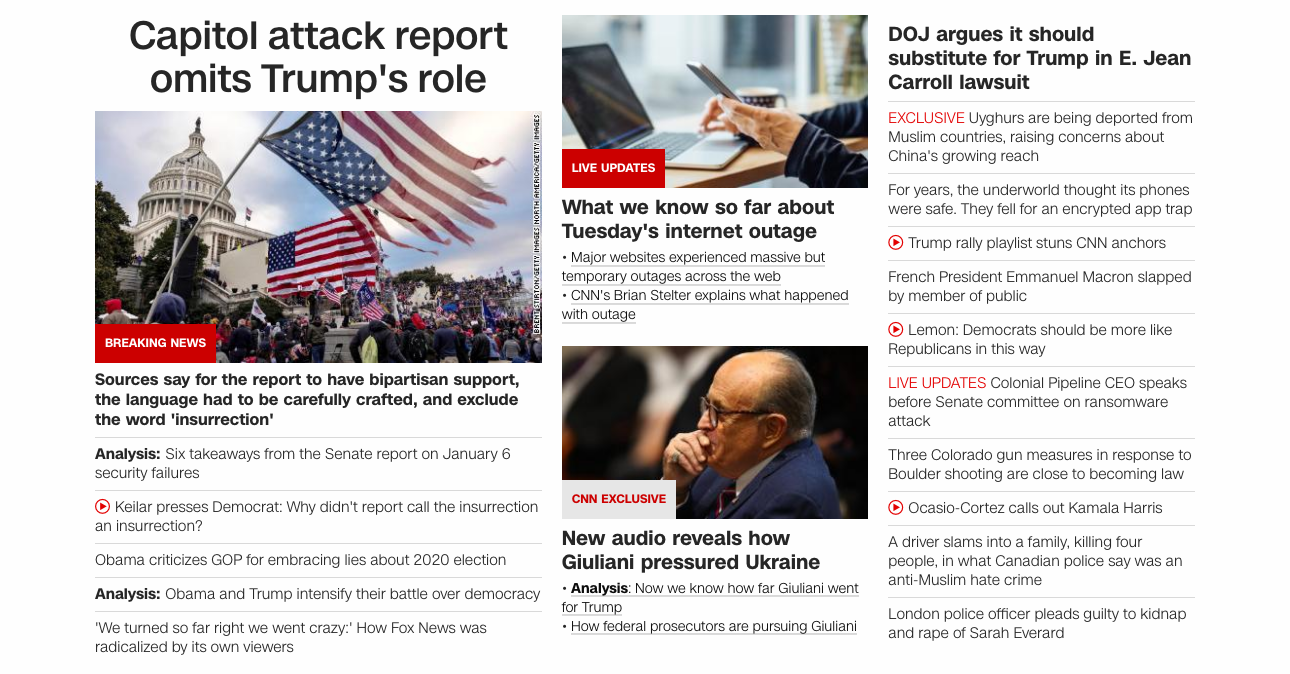 Capitol attack report
omits Trump's role
BRENT STIRTON/GETTY IMAGES NORTH AMERICA/GETTY IMAGES
BREAKING NEWS
Sources say for the report to have bipartisan support,
the language had to be carefully crafted, and exclude
the word 'insurrection'
Analysis: Six takeaways from the Senate report on January 6
security failures
Keilar presses Democrat: Why didn't report call the insurrection
an insurrection?
Obama criticizes GOP for embracing lies about 2020 election
Analysis: Obama and Trump intensify their battle over democracy
'We turned so far right we went crazy:' How Fox News was
radicalized by its own viewers
LIVE UPDATES
What we know so far about
Tuesday's internet outage
• Major websites experienced massive but
temporary outages across the web
• CNN's Brian Stelter explains what happened
with outage
CNN EXCLUSIVE
New audio reveals how
Giuliani pressured Ukraine
• Analysis: Now we know how far Giuliani went
for Trump
• How federal prosecutors are pursuing Giuliani
DOJ argues it should
substitute for Trump in E. Jean
Carroll lawsuit
EXCLUSIVE Uyghurs are being deported from
Muslim countries, raising concerns about
China's growing reach
For years, the underworld thought its phones
were safe. They fell for an encrypted app trap
Trump rally playlist stuns CNN anchors
French President Emmanuel Macron slapped
by member of public
Lemon: Democrats should be more like
Republicans in this way
LIVE UPDATES Colonial Pipeline CEO speaks
before Senate committee on ransomware
attack
Three Colorado gun measures in response to
Boulder shooting are close to becoming law
Ocasio-Cortez calls out Kamala Harris
A driver slams into a family, killing four
people, in what Canadian police say was an
anti-Muslim hate crime
London police officer pleads guilty to kidnap
and rape of Sarah Everard